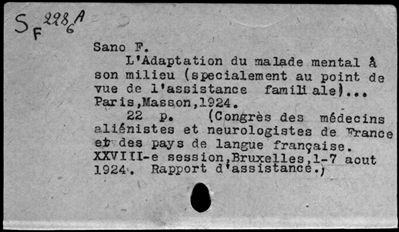 S 228 A
F 6
Sano F.
L'Adaptation du malade mental à
son milieu (specialement au point de
vue de l'assistance familiale)...
Paris,Masson,1924.
22 p. (Congrès des médecins
aliénistes et neurologistes de France
et des pays de langue française.
XXVIII-e session,Bruxelles,1-7 aout
1924. Rapport d'assistance.)